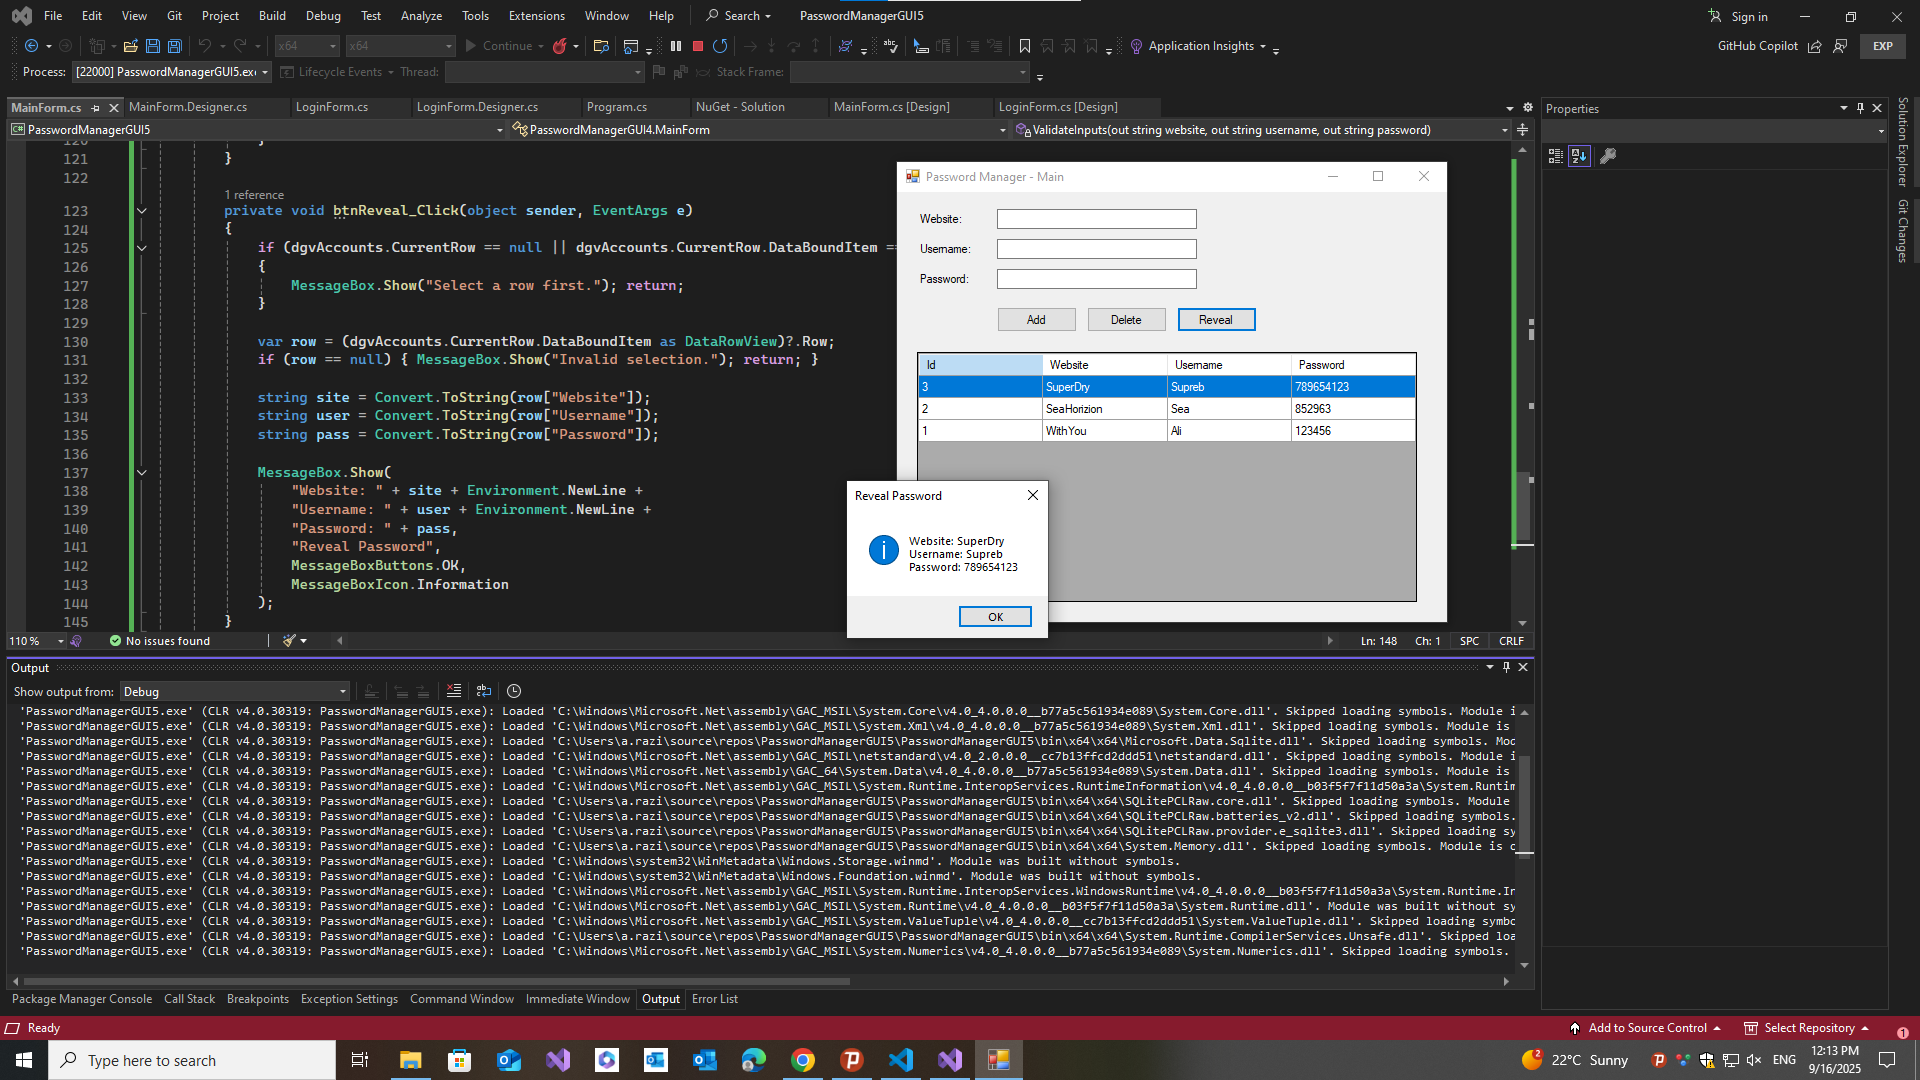 File Edit View Git Project Build Debug Test Analyze Tools Extensions Window Help Search PasswordManagerGUI5 Sign in
x64 x64 Continue Application Insights GitHub Copilot EXP
Process: [22000] PasswordManagerGUI5.exe Lifecycle Events Thread: Stack Frame:
MainForm.cs MainForm.Designer.cs LoginForm.cs LoginForm.Designer.cs Program.cs NuGet - Solution MainForm.cs [Design] LoginForm.cs [Design]
PasswordManagerGUI5 PasswordManagerGUI4.MainForm ValidateInputs(out string website, out string username, out string password)
120 }
121 }
122
1 reference
123 private void btnReveal_Click(object sender, EventArgs e)
124 {
125 if (dgvAccounts.CurrentRow == null || dgvAccounts.CurrentRow.DataBoundItem ==
126 {
127 MessageBox.Show("Select a row first."); return;
128 }
129
130 var row = (dgvAccounts.CurrentRow.DataBoundItem as DataRowView)?.Row;
131 if (row == null) { MessageBox.Show("Invalid selection."); return; }
132
133 string site = Convert.ToString(row["Website"]);
134 string user = Convert.ToString(row["Username"]);
135 string pass = Convert.ToString(row["Password"]);
136
137 MessageBox.Show(
138 "Website: " + site + Environment.NewLine +
139 "Username: " + user + Environment.NewLine +
140 "Password: " + pass,
141 "Reveal Password",
142 MessageBoxButtons.OK,
143 MessageBoxIcon.Information
144 );
145 }
110 % No issues found Ln: 148 Ch: 1 SPC CRLF
Password Manager - Main
Website:
Username:
Password:
Add Delete Reveal
Id Website Username Password
3 SuperDry Supreb 789654123
2 SeaHorizion Sea 852963
1 WithYou Ali 123456
Reveal Password
Website: SuperDry
Username: Supreb
Password: 789654123
OK
Properties
Solution Explorer
Git Changes
Output
Show output from: Debug
'PasswordManagerGUI5.exe' (CLR v4.0.30319: PasswordManagerGUI5.exe): Loaded 'C:\Windows\Microsoft.Net\assembly\GAC_MSIL\System.Core\v4.0_4.0.0.0__b77a5c561934e089\System.Core.dll'. Skipped loading symbols. Module i
'PasswordManagerGUI5.exe' (CLR v4.0.30319: PasswordManagerGUI5.exe): Loaded 'C:\Windows\Microsoft.Net\assembly\GAC_MSIL\System.Xml\v4.0_4.0.0.0__b77a5c561934e089\System.Xml.dll'. Skipped loading symbols. Module is
'PasswordManagerGUI5.exe' (CLR v4.0.30319: PasswordManagerGUI5.exe): Loaded 'C:\Users\a.razi\source\repos\PasswordManagerGUI5\PasswordManagerGUI5\bin\x64\x64\Microsoft.Data.Sqlite.dll'. Skipped loading symbols. Mod
'PasswordManagerGUI5.exe' (CLR v4.0.30319: PasswordManagerGUI5.exe): Loaded 'C:\Windows\Microsoft.Net\assembly\GAC_MSIL\netstandard\v4.0_2.0.0.0__cc7b13ffcd2ddd51\netstandard.dll'. Skipped loading symbols. Module i
'PasswordManagerGUI5.exe' (CLR v4.0.30319: PasswordManagerGUI5.exe): Loaded 'C:\Windows\Microsoft.Net\assembly\GAC_64\System.Data\v4.0_4.0.0.0__b77a5c561934e089\System.Data.dll'. Skipped loading symbols. Module is
'PasswordManagerGUI5.exe' (CLR v4.0.30319: PasswordManagerGUI5.exe): Loaded 'C:\Windows\Microsoft.Net\assembly\GAC_MSIL\System.Runtime.InteropServices.RuntimeInformation\v4.0_4.0.0.0__b03f5f7f11d50a3a\System.Runtim
'PasswordManagerGUI5.exe' (CLR v4.0.30319: PasswordManagerGUI5.exe): Loaded 'C:\Users\a.razi\source\repos\PasswordManagerGUI5\PasswordManagerGUI5\bin\x64\x64\SQLitePCLRaw.core.dll'. Skipped loading symbols. Module
'PasswordManagerGUI5.exe' (CLR v4.0.30319: PasswordManagerGUI5.exe): Loaded 'C:\Users\a.razi\source\repos\PasswordManagerGUI5\PasswordManagerGUI5\bin\x64\x64\SQLitePCLRaw.batteries_v2.dll'. Skipped loading symbols.
'PasswordManagerGUI5.exe' (CLR v4.0.30319: PasswordManagerGUI5.exe): Loaded 'C:\Users\a.razi\source\repos\PasswordManagerGUI5\PasswordManagerGUI5\bin\x64\x64\SQLitePCLRaw.provider.e_sqlite3.dll'. Skipped loading sy
'PasswordManagerGUI5.exe' (CLR v4.0.30319: PasswordManagerGUI5.exe): Loaded 'C:\Users\a.razi\source\repos\PasswordManagerGUI5\PasswordManagerGUI5\bin\x64\x64\System.Memory.dll'. Skipped loading symbols. Module is o
'PasswordManagerGUI5.exe' (CLR v4.0.30319: PasswordManagerGUI5.exe): Loaded 'C:\Windows\system32\WinMetadata\Windows.Storage.winmd'. Module was built without symbols.
'PasswordManagerGUI5.exe' (CLR v4.0.30319: PasswordManagerGUI5.exe): Loaded 'C:\Windows\system32\WinMetadata\Windows.Foundation.winmd'. Module was built without symbols.
'PasswordManagerGUI5.exe' (CLR v4.0.30319: PasswordManagerGUI5.exe): Loaded 'C:\Windows\Microsoft.Net\assembly\GAC_MSIL\System.Runtime.InteropServices.WindowsRuntime\v4.0_4.0.0.0__b03f5f7f11d50a3a\System.Runtime.In
'PasswordManagerGUI5.exe' (CLR v4.0.30319: PasswordManagerGUI5.exe): Loaded 'C:\Windows\Microsoft.Net\assembly\GAC_MSIL\System.Runtime\v4.0_4.0.0.0__b03f5f7f11d50a3a\System.Runtime.dll'. Module was built without sy
'PasswordManagerGUI5.exe' (CLR v4.0.30319: PasswordManagerGUI5.exe): Loaded 'C:\Windows\Microsoft.Net\assembly\GAC_MSIL\System.ValueTuple\v4.0_4.0.0.0__cc7b13ffcd2ddd51\System.ValueTuple.dll'. Skipped loading symbo
'PasswordManagerGUI5.exe' (CLR v4.0.30319: PasswordManagerGUI5.exe): Loaded 'C:\Users\a.razi\source\repos\PasswordManagerGUI5\PasswordManagerGUI5\bin\x64\x64\System.Runtime.CompilerServices.Unsafe.dll'. Skipped loa
'PasswordManagerGUI5.exe' (CLR v4.0.30319: PasswordManagerGUI5.exe): Loaded 'C:\Windows\Microsoft.Net\assembly\GAC_MSIL\System.Numerics\v4.0_4.0.0.0__b77a5c561934e089\System.Numerics.dll'. Skipped loading symbols.
Package Manager Console Call Stack Breakpoints Exception Settings Command Window Immediate Window Output Error List
Ready Add to Source Control Select Repository 1
Type here to search 2 22°C Sunny ENG 12:13 PM
9/16/2025